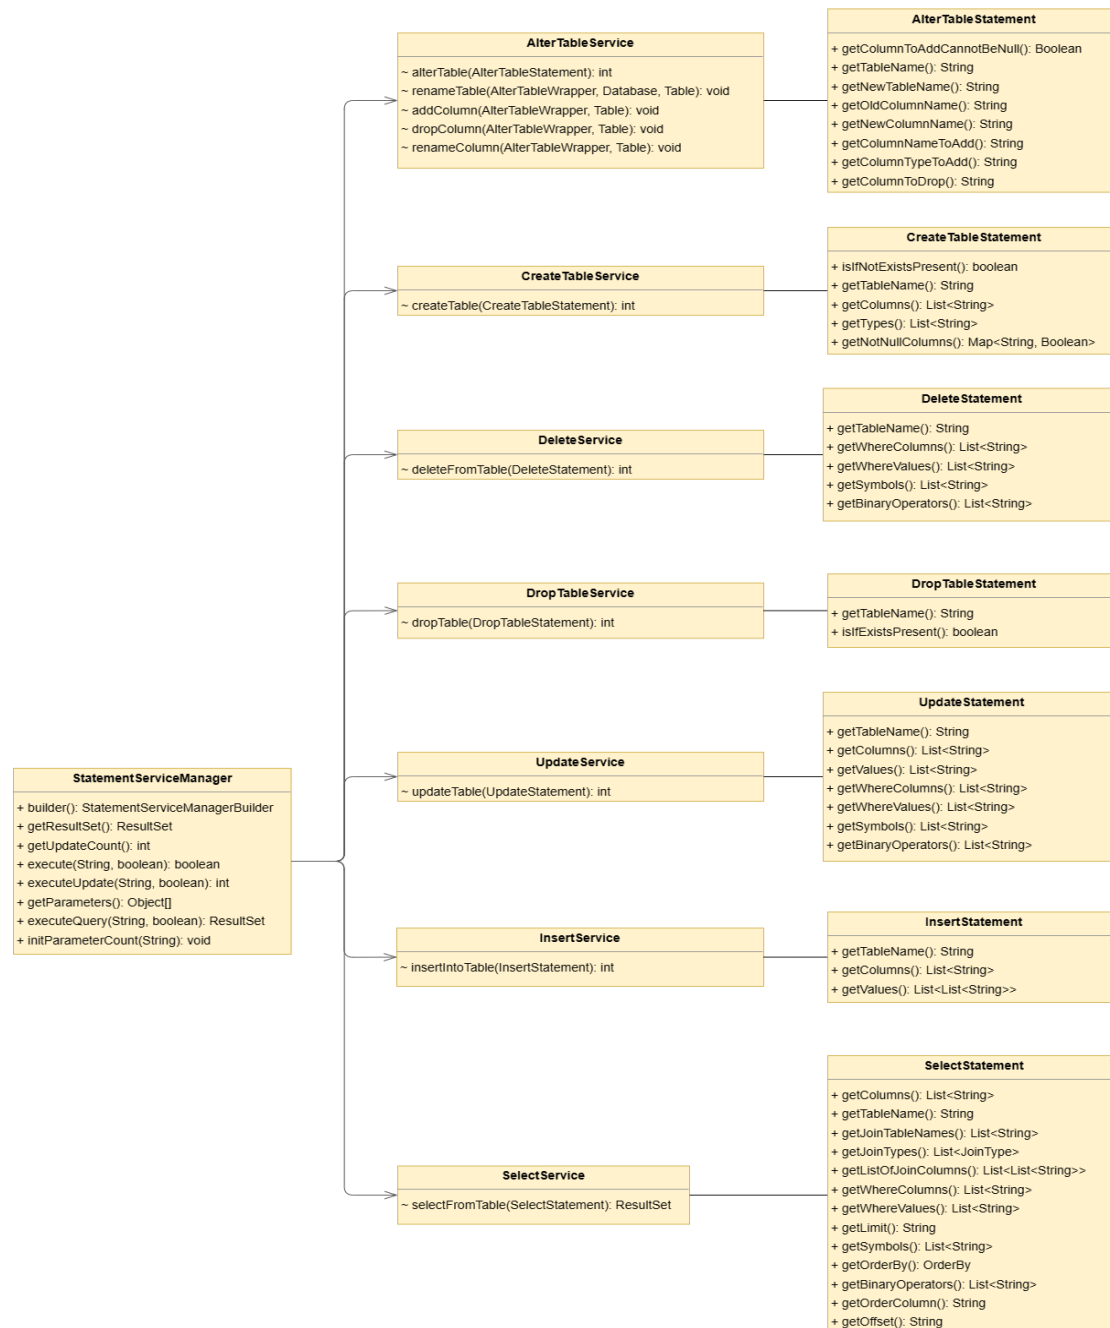 AlterTableService
~ alterTable(AlterTableStatement): int
~ renameTable(AlterTableWrapper, Database, Table): void
~ addColumn(AlterTableWrapper, Table): void
~ dropColumn(AlterTableWrapper, Table): void
~ renameColumn(AlterTableWrapper, Table): void
AlterTableStatement
+ getColumnToAddCannotBeNull(): Boolean
+ getTableName(): String
+ getNewTableName(): String
+ getOldColumnName(): String
+ getNewColumnName(): String
+ getColumnNameToAdd(): String
+ getColumnTypeToAdd(): String
+ getColumnToDrop(): String
CreateTableService
~ createTable(CreateTableStatement): int
CreateTableStatement
+ isIfNotExistsPresent(): boolean
+ getTableName(): String
+ getColumns(): List<String>
+ getTypes(): List<String>
+ getNotNullColumns(): Map<String, Boolean>
DeleteService
~ deleteFromTable(DeleteStatement): int
DeleteStatement
+ getTableName(): String
+ getWhereColumns(): List<String>
+ getWhereValues(): List<String>
+ getSymbols(): List<String>
+ getBinaryOperators(): List<String>
DropTableService
~ dropTable(DropTableStatement): int
DropTableStatement
+ getTableName(): String
+ isIfExistsPresent(): boolean
UpdateService
~ updateTable(UpdateStatement): int
UpdateStatement
+ getTableName(): String
+ getColumns(): List<String>
+ getValues(): List<String>
+ getWhereColumns(): List<String>
+ getWhereValues(): List<String>
+ getSymbols(): List<String>
+ getBinaryOperators(): List<String>
StatementServiceManager
+ builder(): StatementServiceManagerBuilder
+ getResultSet(): ResultSet
+ getUpdateCount(): int
+ execute(String, boolean): boolean
+ executeUpdate(String, boolean): int
+ getParameters(): Object[]
+ executeQuery(String, boolean): ResultSet
+ initParameterCount(String): void
InsertService
~ insertIntoTable(InsertStatement): int
InsertStatement
+ getTableName(): String
+ getColumns(): List<String>
+ getValues(): List<List<String>>
SelectService
~ selectFromTable(SelectStatement): ResultSet
SelectStatement
+ getColumns(): List<String>
+ getTableName(): String
+ getJoinTableNames(): List<String>
+ getJoinTypes(): List<JoinType>
+ getListOfJoinColumns(): List<List<String>>
+ getWhereColumns(): List<String>
+ getWhereValues(): List<String>
+ getLimit(): String
+ getSymbols(): List<String>
+ getOrderBy(): OrderBy
+ getBinaryOperators(): List<String>
+ getOrderColumn(): String
+ getOffset(): String